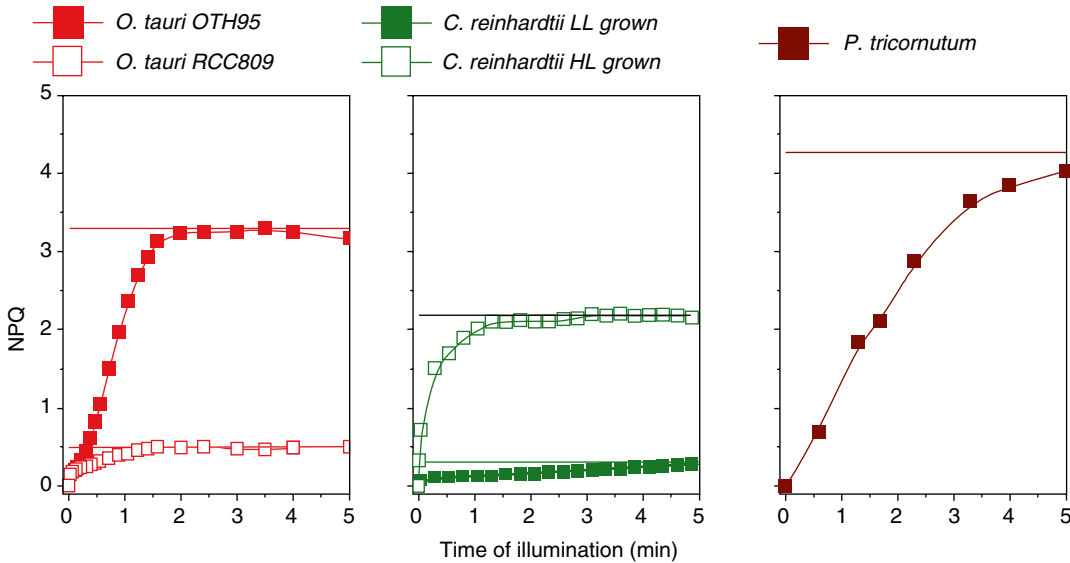 O. tauri OTH95
O. tauri RCC809
C. reinhardtii LL grown
C. reinhardtii HL grown
P. tricornutum
NPQ
5
4
3
2
1
0
0 1 2 3 4 5
0 1 2 3 4 5
0 1 2 3 4 5
Time of illumination (min)